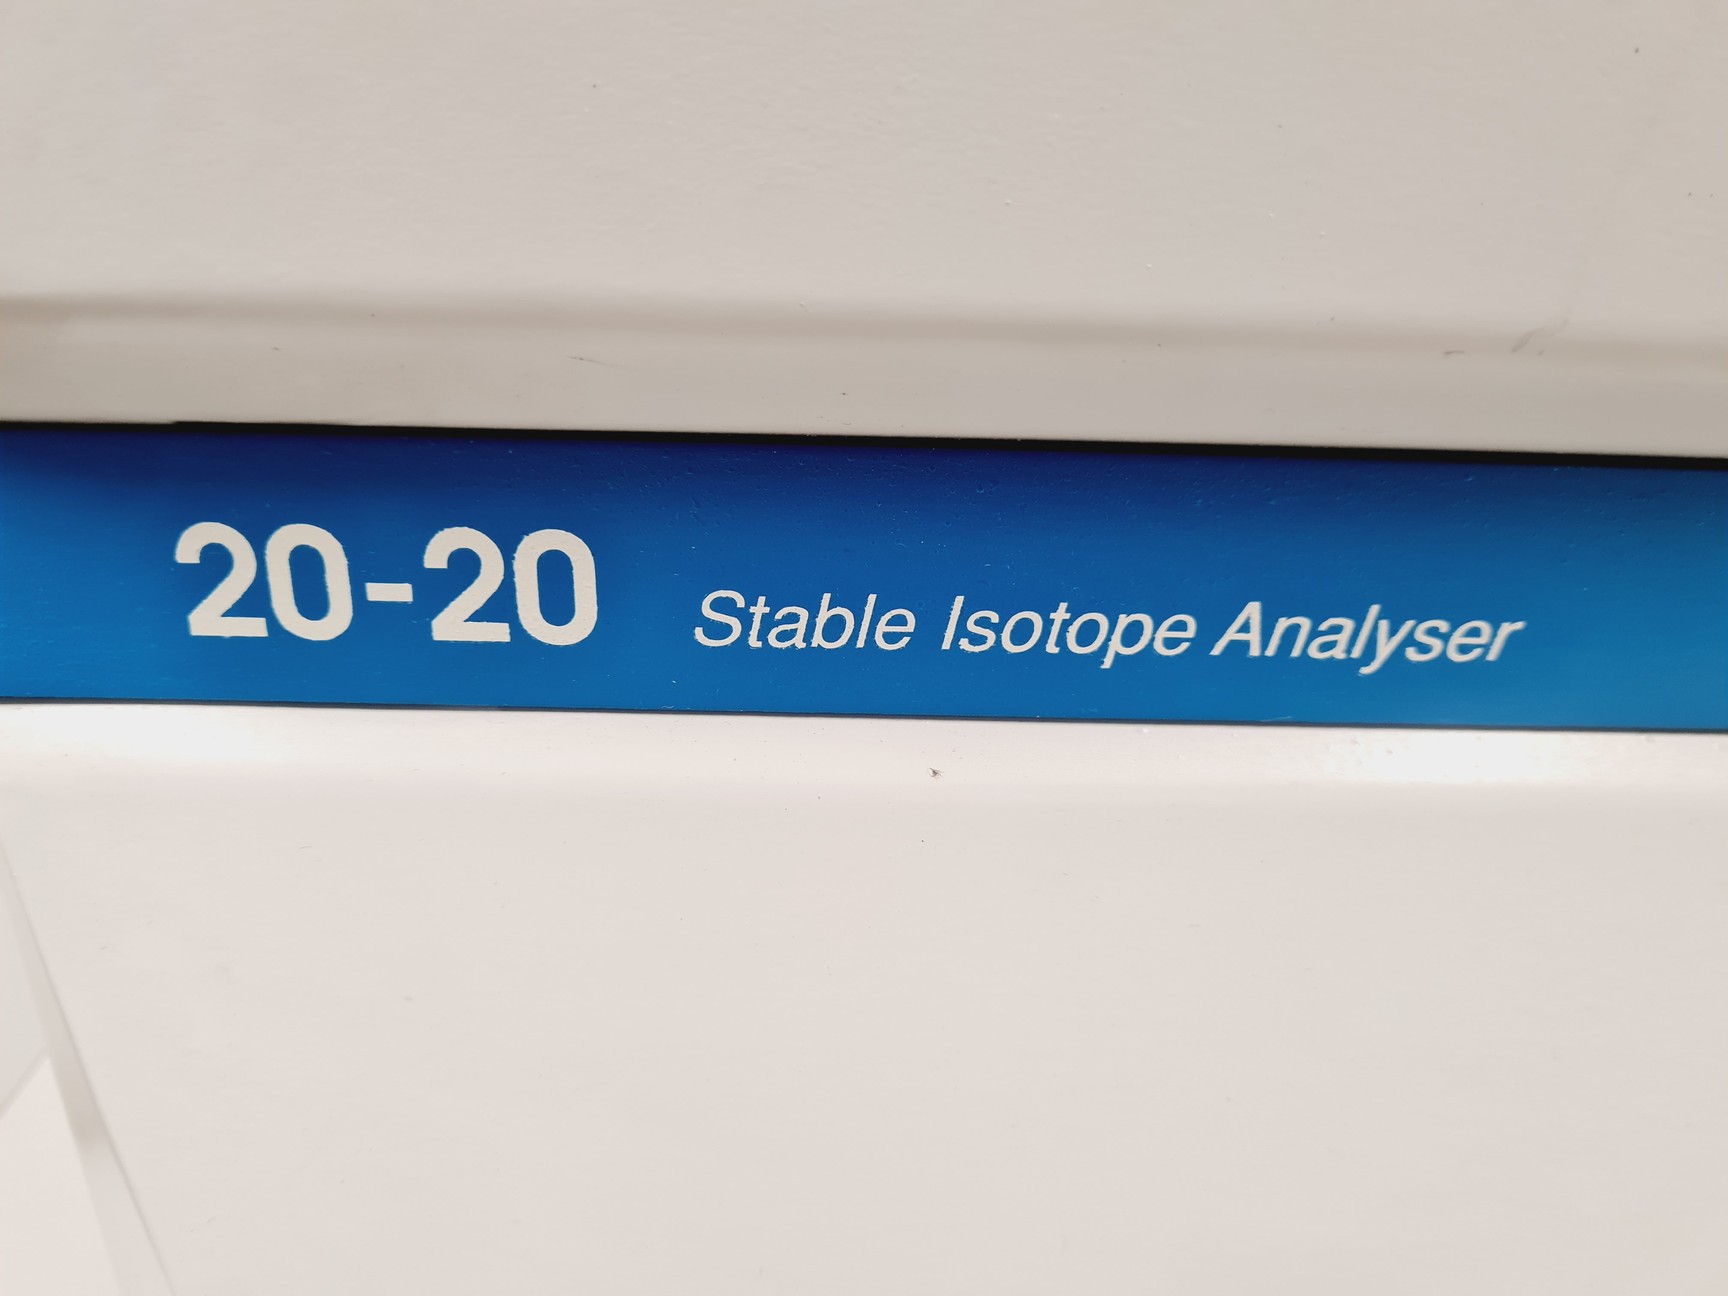 20-20 Stable Isotope Analyser